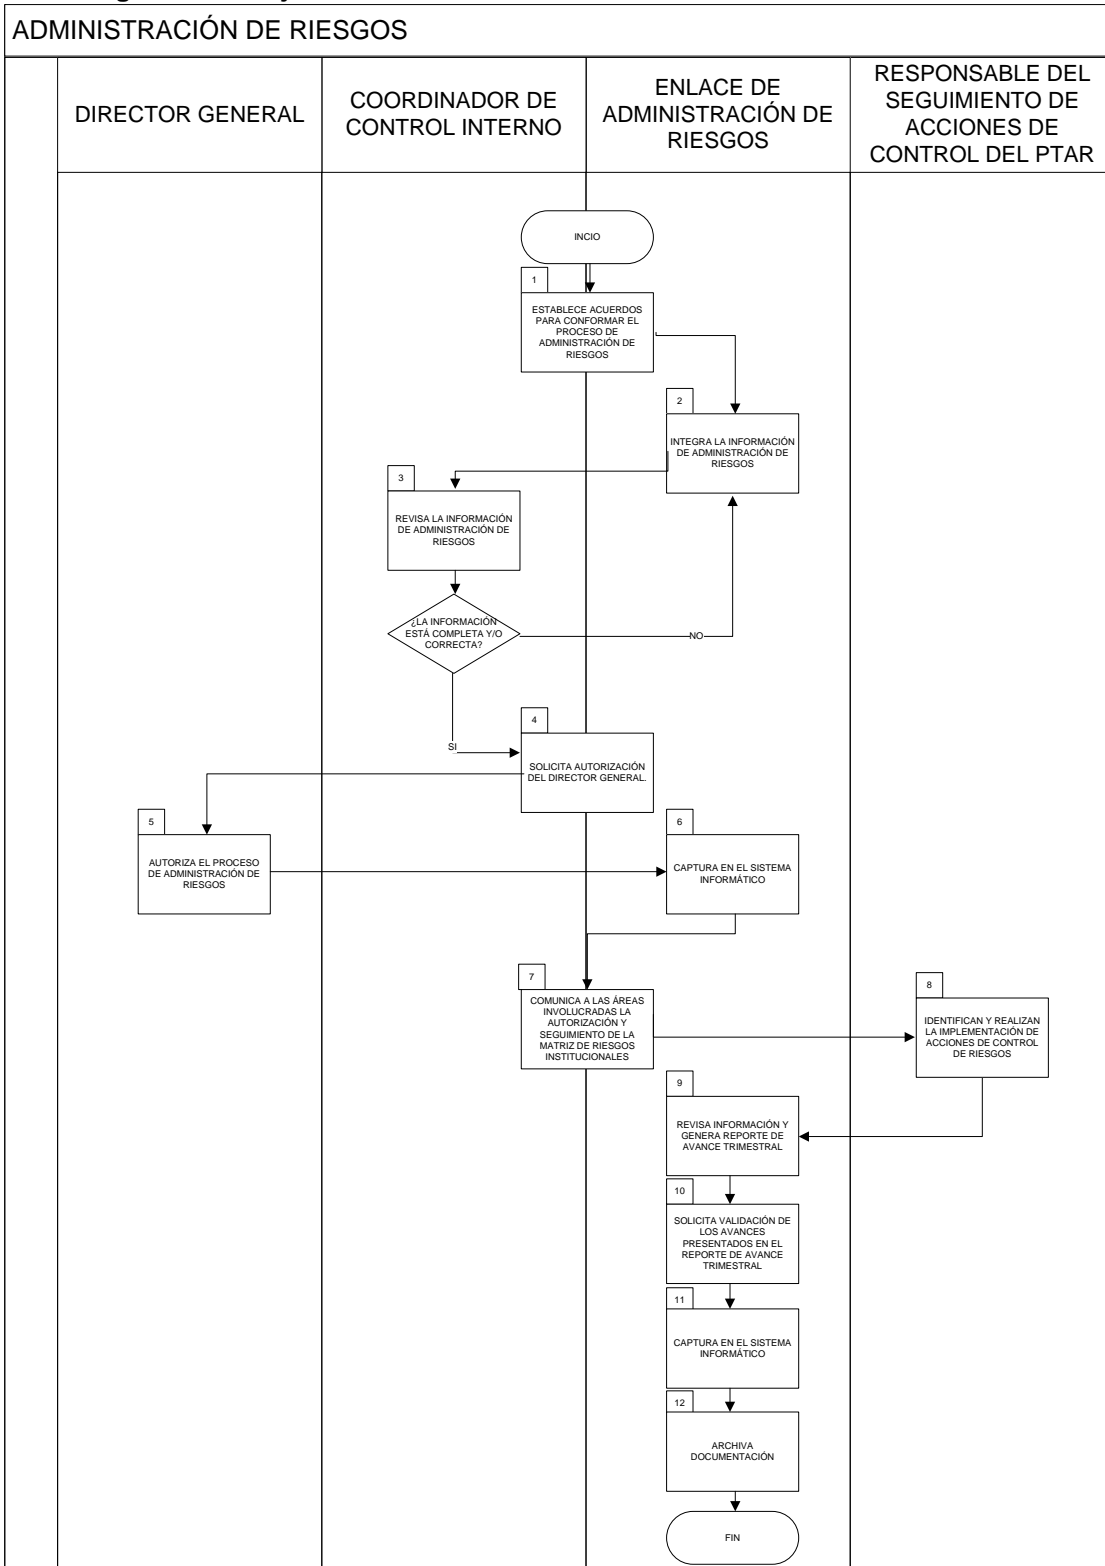 ADMINISTRACIÓN DE RIESGOS
DIRECTOR GENERAL
COORDINADOR DE
CONTROL INTERNO
ENLACE DE
ADMINISTRACIÓN DE
RIESGOS
RESPONSABLE DEL
SEGUIMIENTO DE
ACCIONES DE
CONTROL DEL PTAR
INCIO
1
ESTABLECE ACUERDOS
PARA CONFORMAR EL
PROCESO DE
ADMINISTRACIÓN DE
RIESGOS
2
INTEGRA LA INFORMACIÓN
DE ADMINISTRACIÓN DE
RIESGOS
3
REVISA LA INFORMACIÓN
DE ADMINISTRACIÓN DE
RIESGOS
¿LA INFORMACIÓN
ESTÁ COMPLETA Y/O
CORRECTA?
NO
SI
4
SOLICITA AUTORIZACIÓN
DEL DIRECTOR GENERAL.
5
AUTORIZA EL PROCESO
DE ADMINISTRACIÓN DE
RIESGOS
6
CAPTURA EN EL SISTEMA
INFORMÁTICO
7
COMUNICA A LAS ÁREAS
INVOLUCRADAS LA
AUTORIZACIÓN Y
SEGUIMIENTO DE LA
MATRIZ DE RIESGOS
INSTITUCIONALES
8
IDENTIFICAN Y REALIZAN
LA IMPLEMENTACIÓN DE
ACCIONES DE CONTROL
DE RIESGOS
9
REVISA INFORMACIÓN Y
GENERA REPORTE DE
AVANCE TRIMESTRAL
10
SOLICITA VALIDACIÓN DE
LOS AVANCES
PRESENTADOS EN EL
REPORTE DE AVANCE
TRIMESTRAL
11
CAPTURA EN EL SISTEMA
INFORMÁTICO
12
ARCHIVA
DOCUMENTACIÓN
FIN